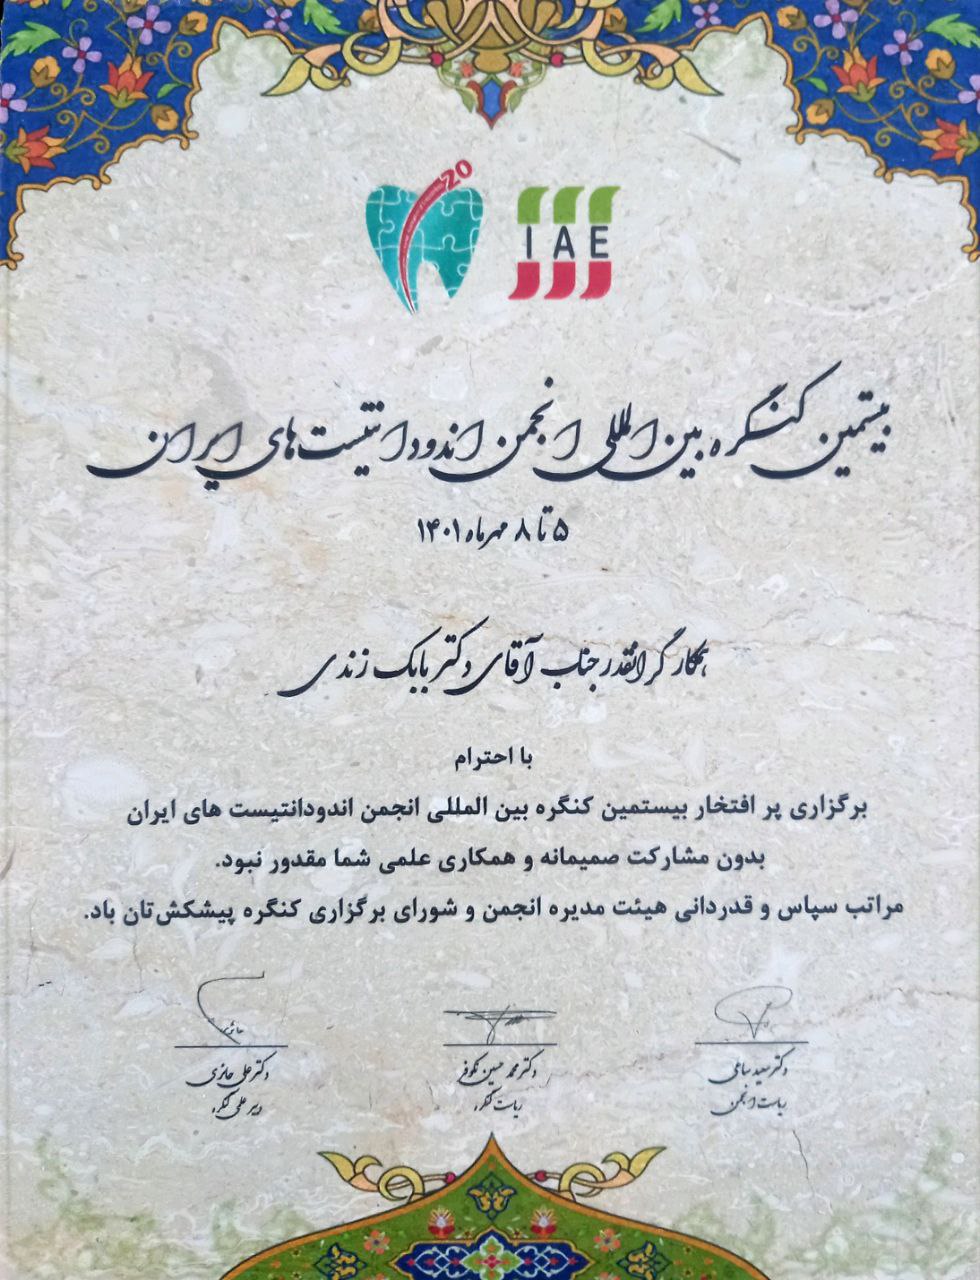 20
IAE
بیستمین کنگره بین المللی انجمن اندودانتیست های ایران
۵ تا ۸ مهرماه ۱۴۰۱
همکار گرانقدر جناب آقای دکتر بابک زندی
با احترام
برگزاری پر افتخار بیستمین کنگره بین المللی انجمن اندودانتیست های ایران
بدون مشارکت صمیمانه و همکاری علمی شما مقدور نبود.
مراتب سپاس و قدردانی هیئت مدیره انجمن و شورای برگزاری کنگره پیشکش‌تان باد.
دکتر سعید ساعی دکتر محمد حسین نکوفر دکتر علی حائری
ریاست انجمن ریاست کنگره دبیر علمی کنگره